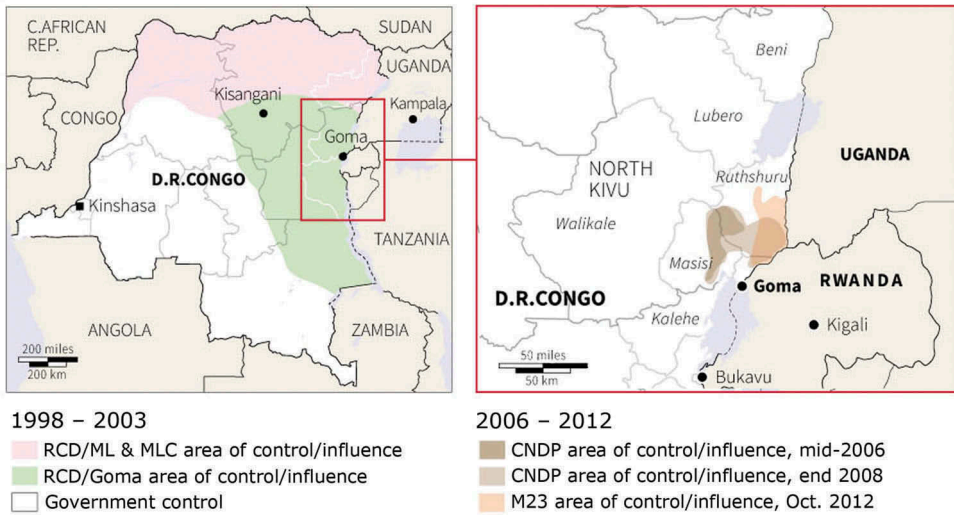 C.AFRICAN
REP.
SUDAN
UGANDA
Kisangani
Kampala
CONGO
Goma
D.R.CONGO
Kinshasa
TANZANIA
ANGOLA
ZAMBIA
200 miles
200 km
Beni
Lubero
UGANDA
NORTH
KIVU
Ruthshuru
Walikale
Masisi
RWANDA
Goma
D.R.CONGO
Kalehe
Kigali
50 miles
50 km
Bukavu
1998 – 2003
RCD/ML & MLC area of control/influence
RCD/Goma area of control/influence
Government control
2006 – 2012
CNDP area of control/influence, mid-2006
CNDP area of control/influence, end 2008
M23 area of control/influence, Oct. 2012